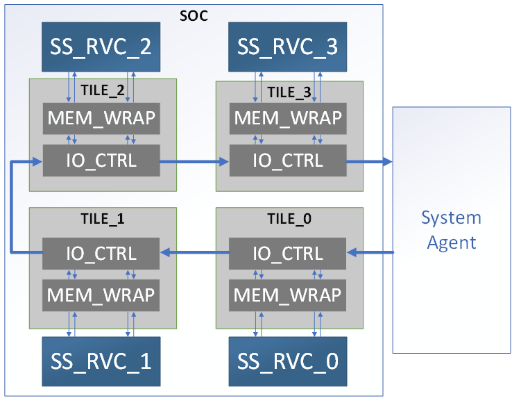 SOC
SS_RVC_2
SS_RVC_3
TILE_2
MEM_WRAP
IO_CTRL
TILE_3
MEM_WRAP
IO_CTRL
System
Agent
TILE_1
IO_CTRL
MEM_WRAP
TILE_0
IO_CTRL
MEM_WRAP
SS_RVC_1
SS_RVC_0